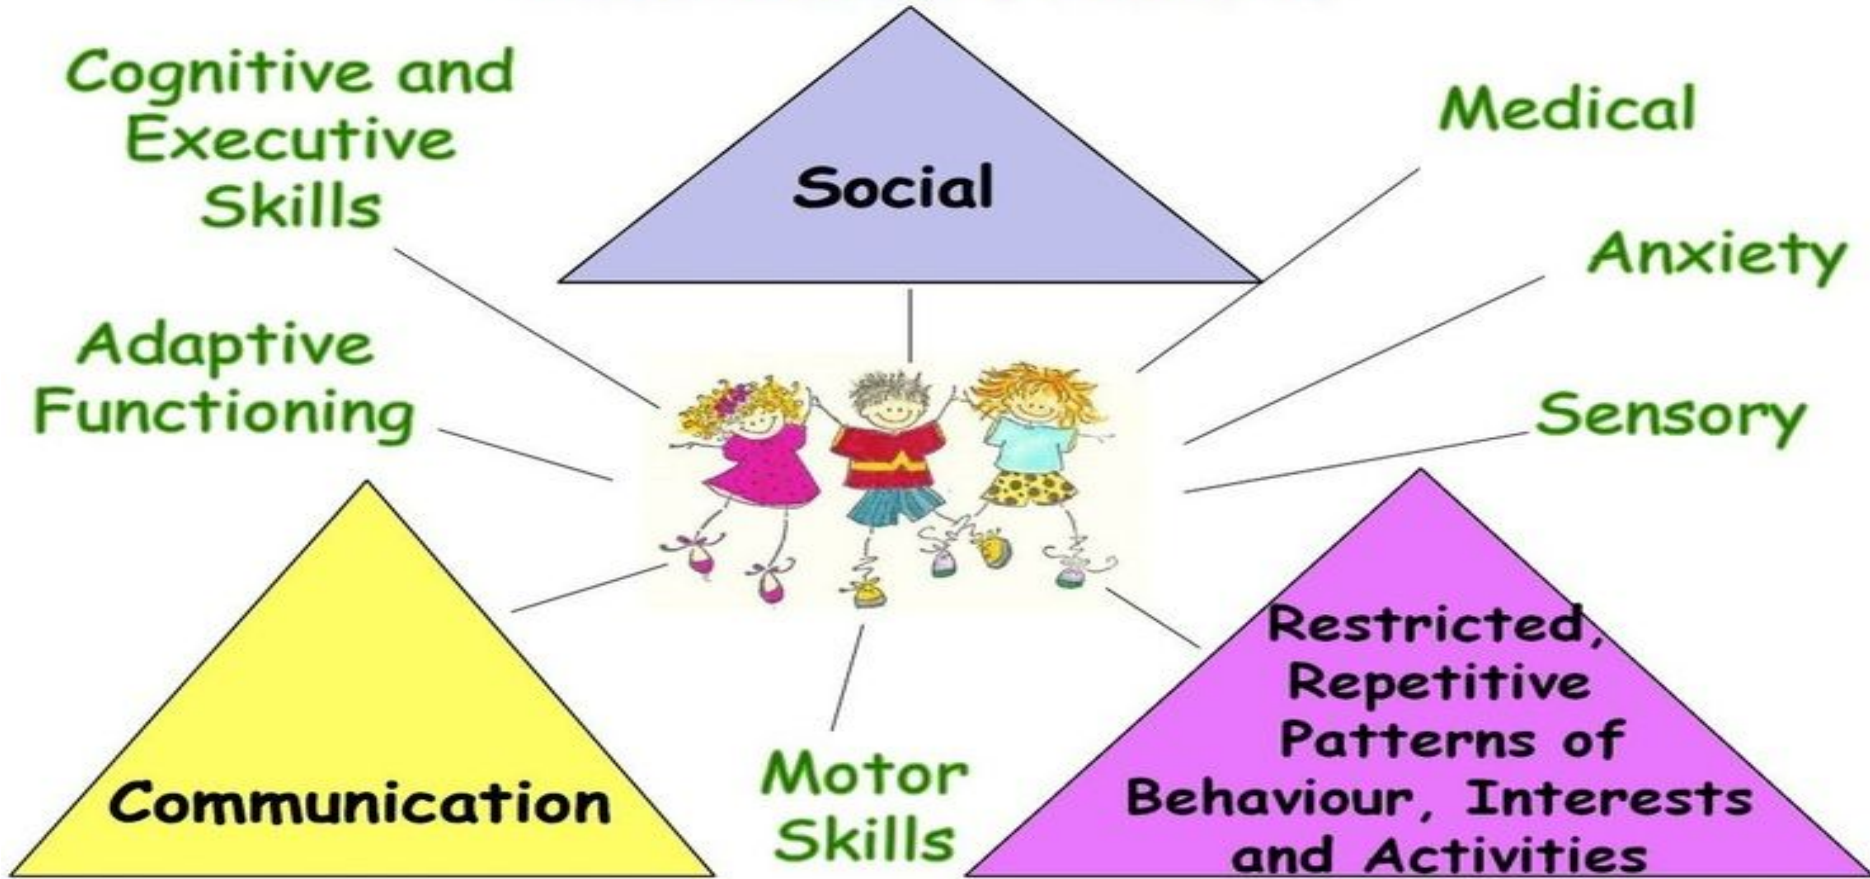 Cognitive and
Executive
Skills
Social
Medical
Anxiety
Adaptive
Functioning
Sensory
Communication
Motor
Skills
Restricted,
Repetitive
Patterns of
Behaviour, Interests
and Activities